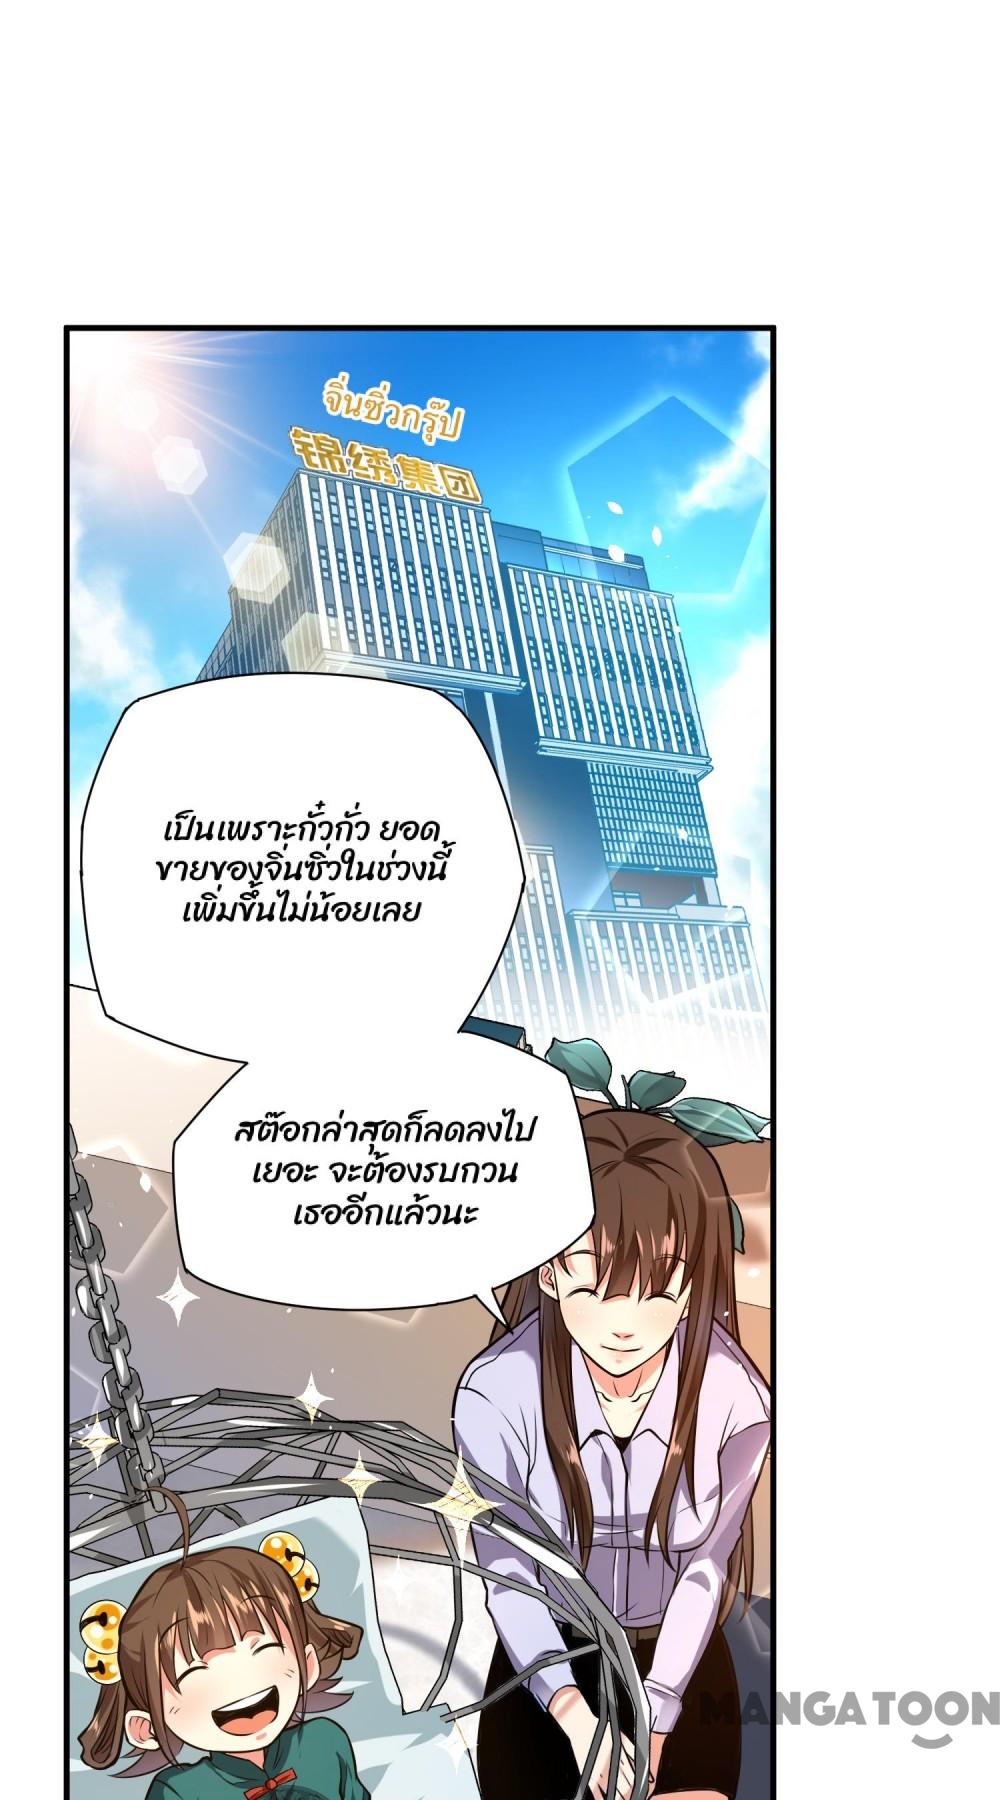 จิ่นซิ่วกรุ๊ป
锦绣集团
เป็นเพราะกั๋วกั่ว ยอด
ขายของจิ่นซิ่วในช่วงนี้
เพิ่มขึ้นไม่น้อยเลย
สต๊อกล่าสุดก็ลดลงไป
เยอะ จะต้องรบกวน
เธออีกแล้วนะ
MANGATOON